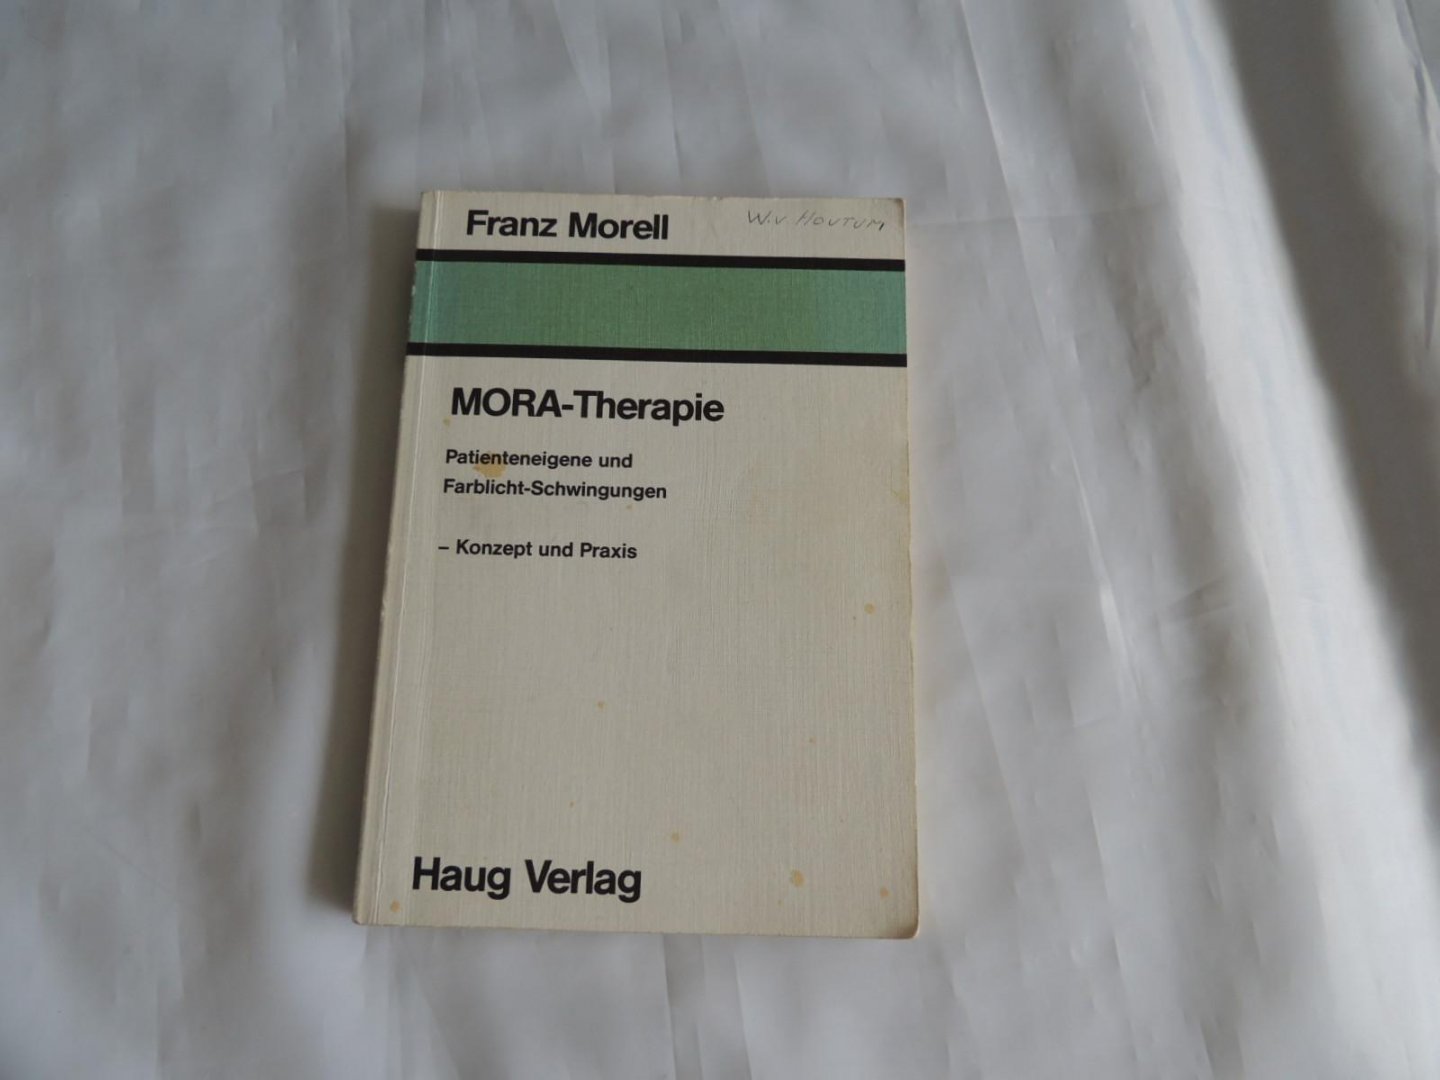 Franz Morell
W.v. HOUTUM
MORA-Therapie
Patienteneigene und
Farblicht-Schwingungen
– Konzept und Praxis
Haug Verlag